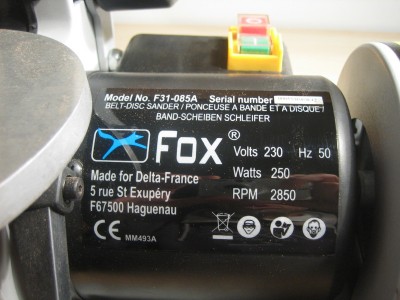 Model No. F31-085A Serial number
BELT-DISC SANDER / PONCEUSE A BANDE ET A DISQUE /
BAND-SCHEIBEN SCHLEIFER
FOX ®
Volts 230 Hz 50
Made for Delta-France Watts 250
5 rue St Exupéry RPM 2850
F67500 Haguenau
CE MM493A